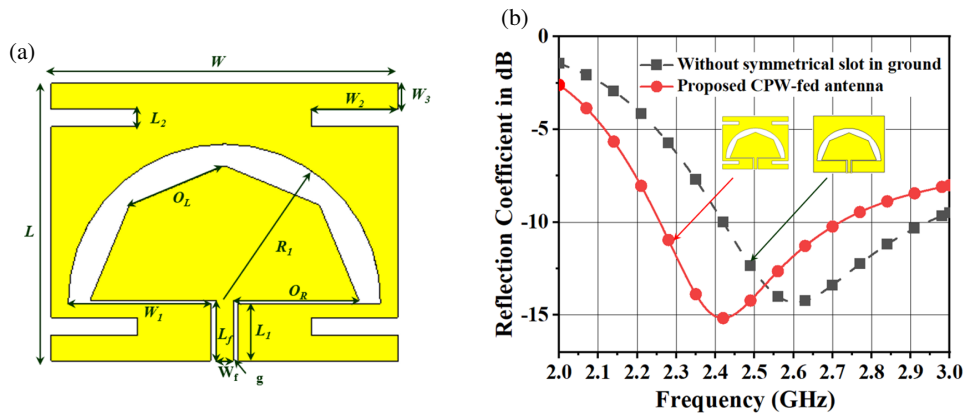 (a)
W
W3
W2
L2
OL
L
R1
OR
W1
Lf
L1
Wf
g
(b)
0
-5
-10
-15
Reflection Coefficient in dB
Without symmetrical slot in ground
Proposed CPW-fed antenna
2.0 2.1 2.2 2.3 2.4 2.5 2.6 2.7 2.8 2.9 3.0
Frequency (GHz)